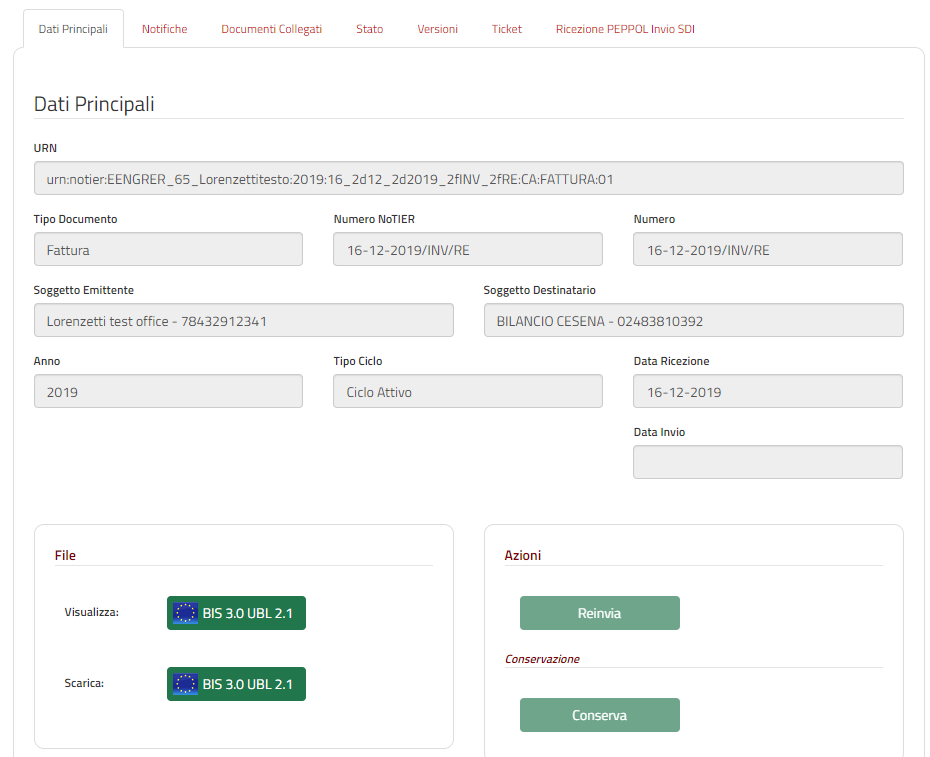 Dati Principali Notifiche Documenti Collegati Stato Versioni Ticket Ricezione PEPPOL Invio SDI
Dati Principali
URN
urn:notier:EENGRER_65_Lorenzettitesto:2019:16_2d12_2d2019_2fINV_2fRE:CA:FATTURA:01
Tipo Documento Numero NoTIER Numero
Fattura 16-12-2019/INV/RE 16-12-2019/INV/RE
Soggetto Emittente Soggetto Destinatario
Lorenzetti test office - 78432912341 BILANCIO CESENA - 02483810392
Anno Tipo Ciclo Data Ricezione
2019 Ciclo Attivo 16-12-2019
Data Invio
File
Visualizza: BIS 3.0 UBL 2.1
Scarica: BIS 3.0 UBL 2.1
Azioni
Reinvia
Conservazione
Conserva